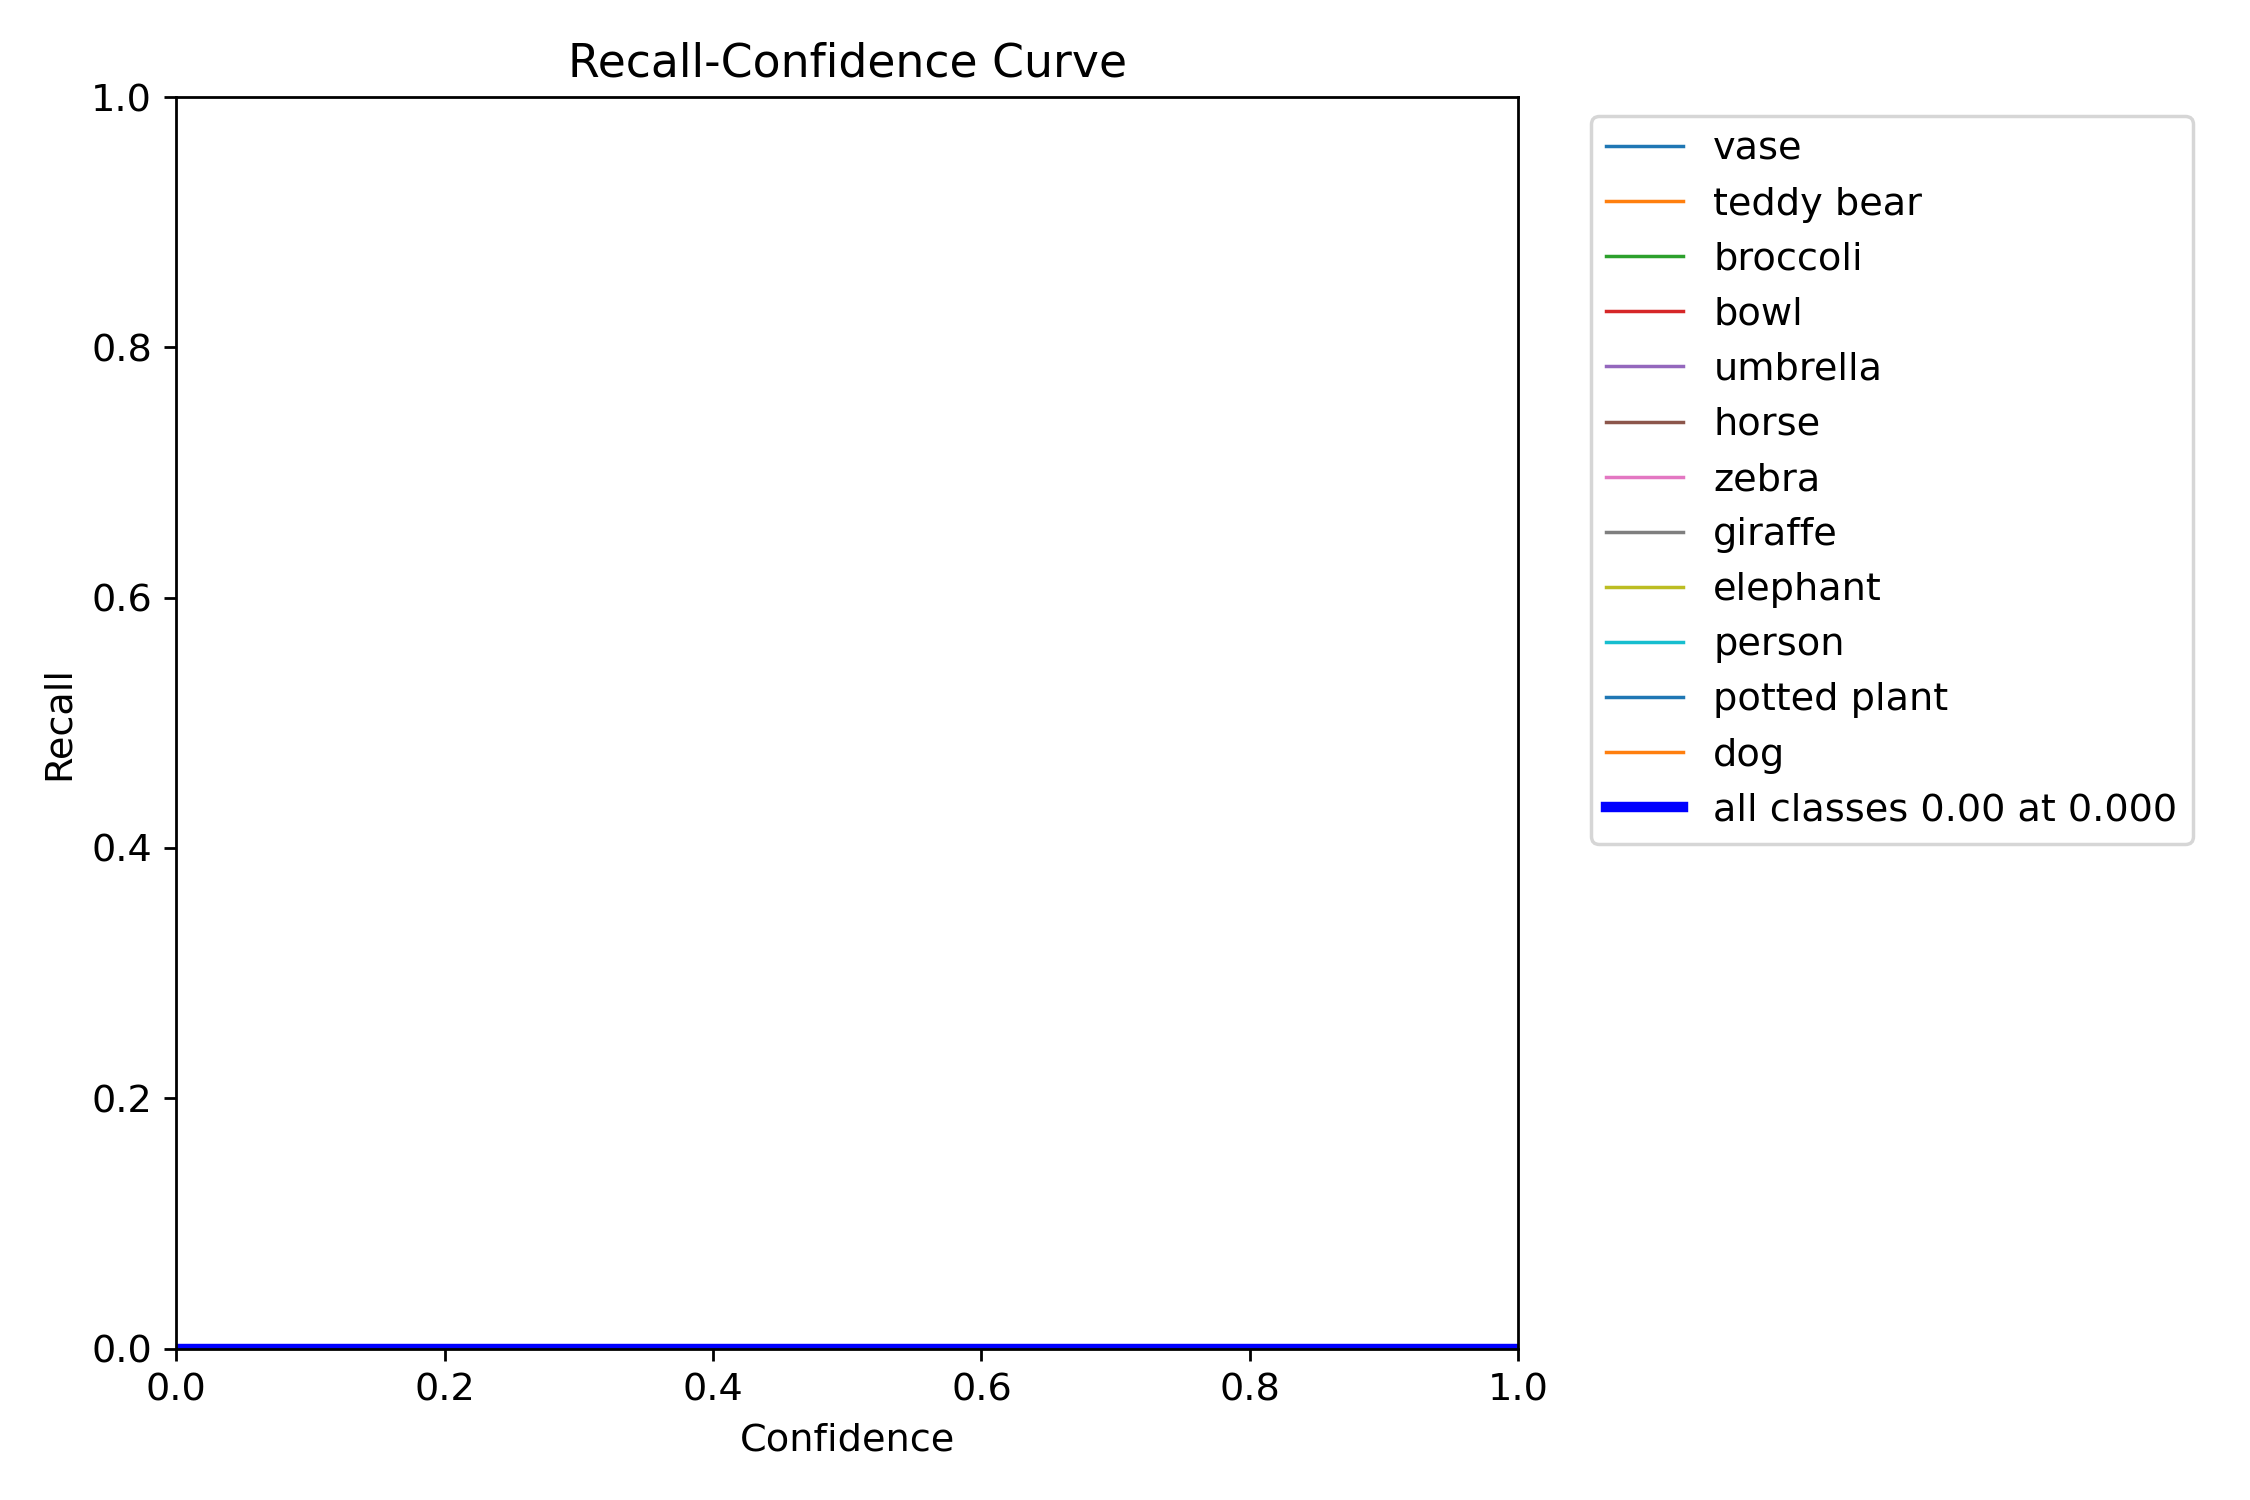 Recall-Confidence Curve
1.0
0.8
0.6
0.4
0.2
0.0
Recall
0.0 0.2 0.4 0.6 0.8 1.0
Confidence
vase
teddy bear
broccoli
bowl
umbrella
horse
zebra
giraffe
elephant
person
potted plant
dog
all classes 0.00 at 0.000